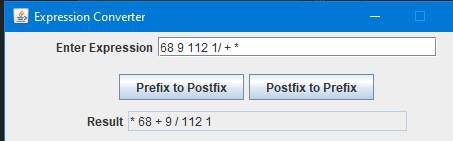 Expression Converter
Enter Expression 68 9 112 1/ + *
Prefix to Postfix Postfix to Prefix
Result * 68 + 9 / 112 1